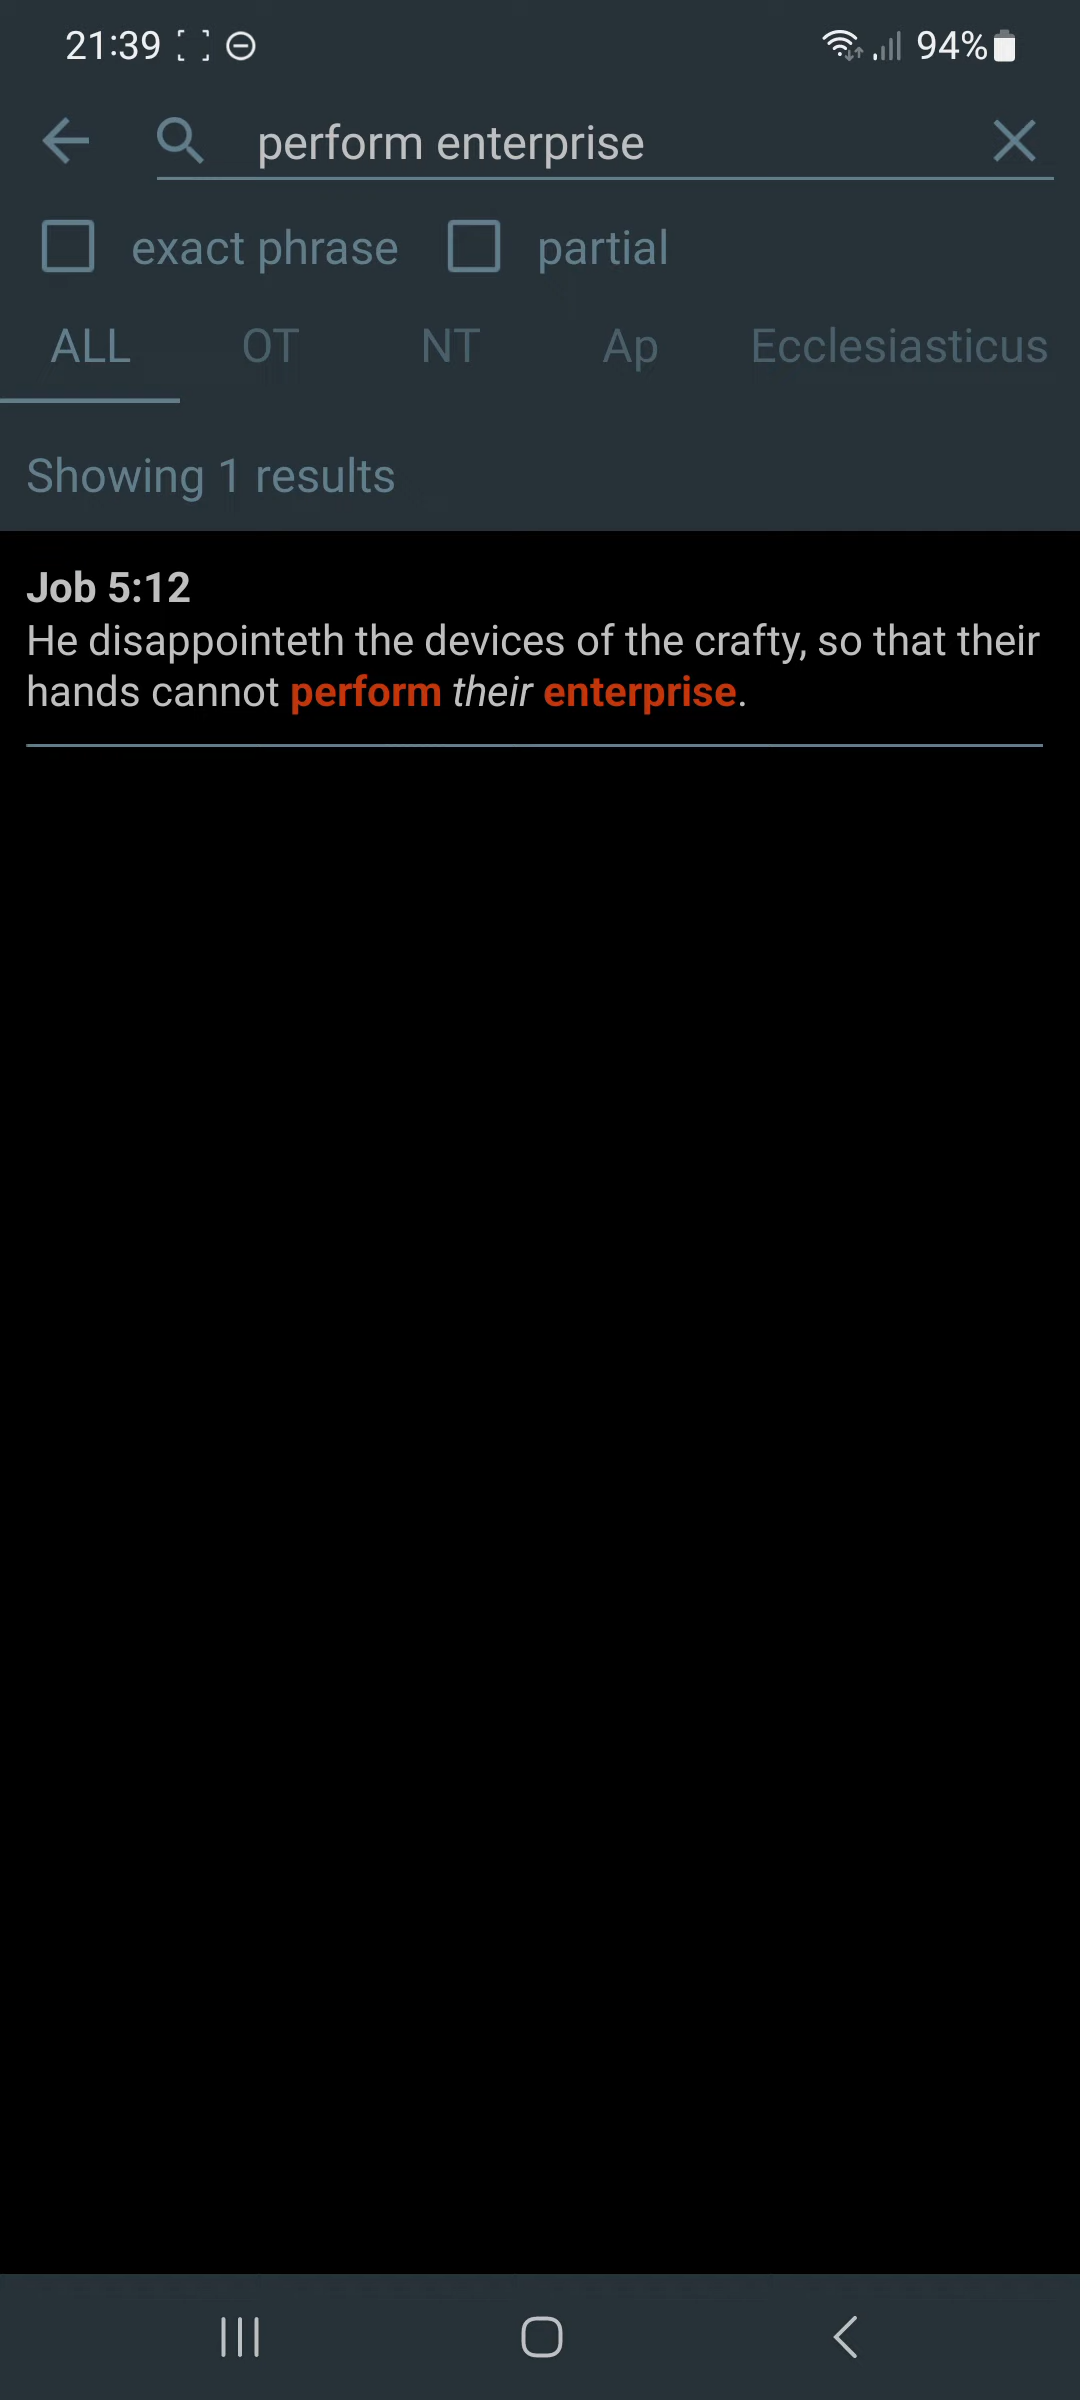 21:39 94%
perform enterprise
exact phrase partial
ALL OT NT Ap Ecclesiasticus
Showing 1 results
Job 5:12
He disappointeth the devices of the crafty, so that their
hands cannot perform their enterprise.